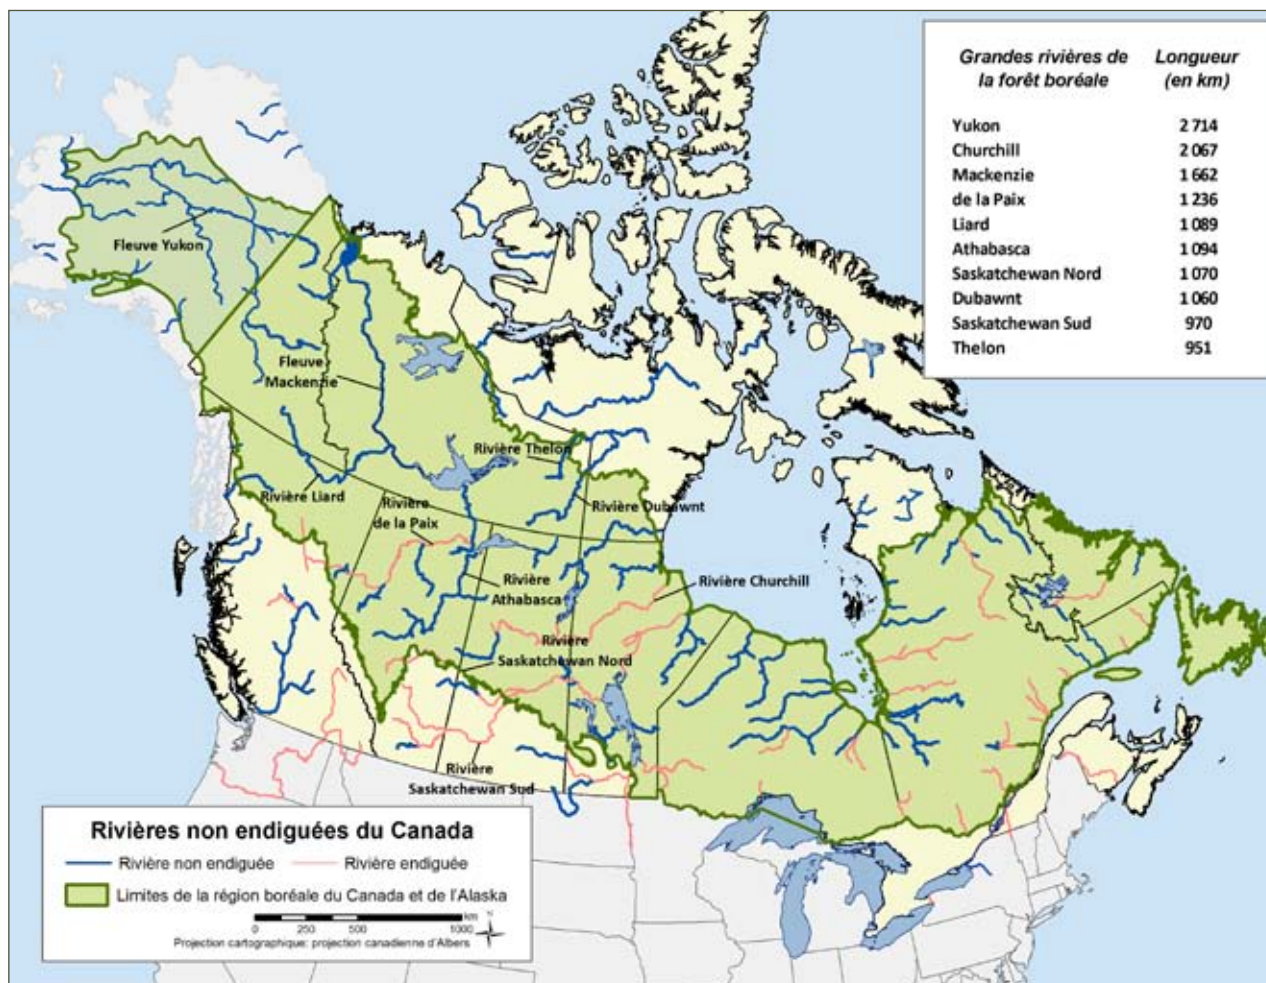 Grandes rivières de la forêt boréale
Longueur (en km)
Yukon 2 714
Churchill 2 067
Mackenzie 1 662
de la Paix 1 236
Liard 1 089
Athabasca 1 094
Saskatchewan Nord 1 070
Dubawnt 1 060
Saskatchewan Sud 970
Thelon 951
Fleuve Yukon
Fleuve
Mackenzie
Rivière Thelon
Rivière Liard
Rivière
de la Paix
Rivière Dubawnt
Rivière
Athabasca
Rivière Churchill
Rivière
Saskatchewan Nord
Rivière
Saskatchewan Sud
Rivières non endiguées du Canada
Rivière non endiguée
Rivière endiguée
Limites de la région boréale du Canada et de l'Alaska
0 250 500 1000 km
N
Projection cartographique: projection canadienne d'Albers